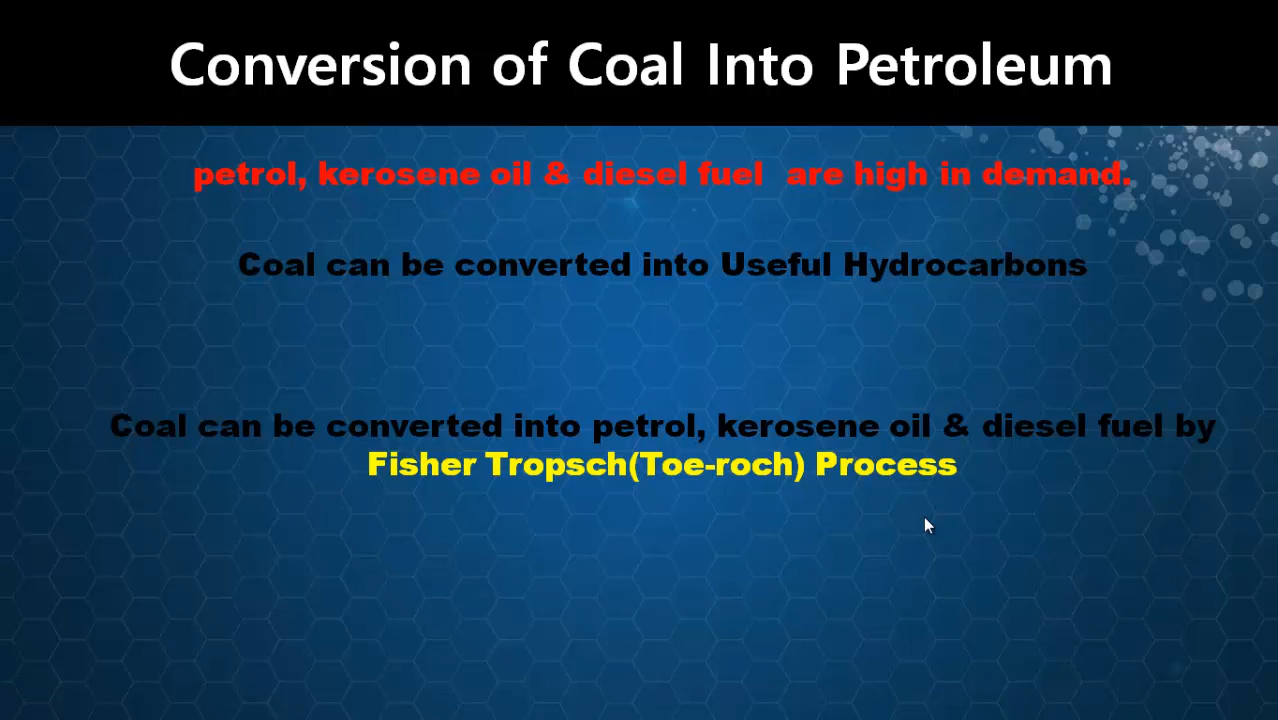 Conversion of Coal Into Petroleum
petrol, kerosene oil & diesel fuel are high in demand.
Coal can be converted into Useful Hydrocarbons
Coal can be converted into petrol, kerosene oil & diesel fuel by
Fisher Tropsch(Toe-roch) Process